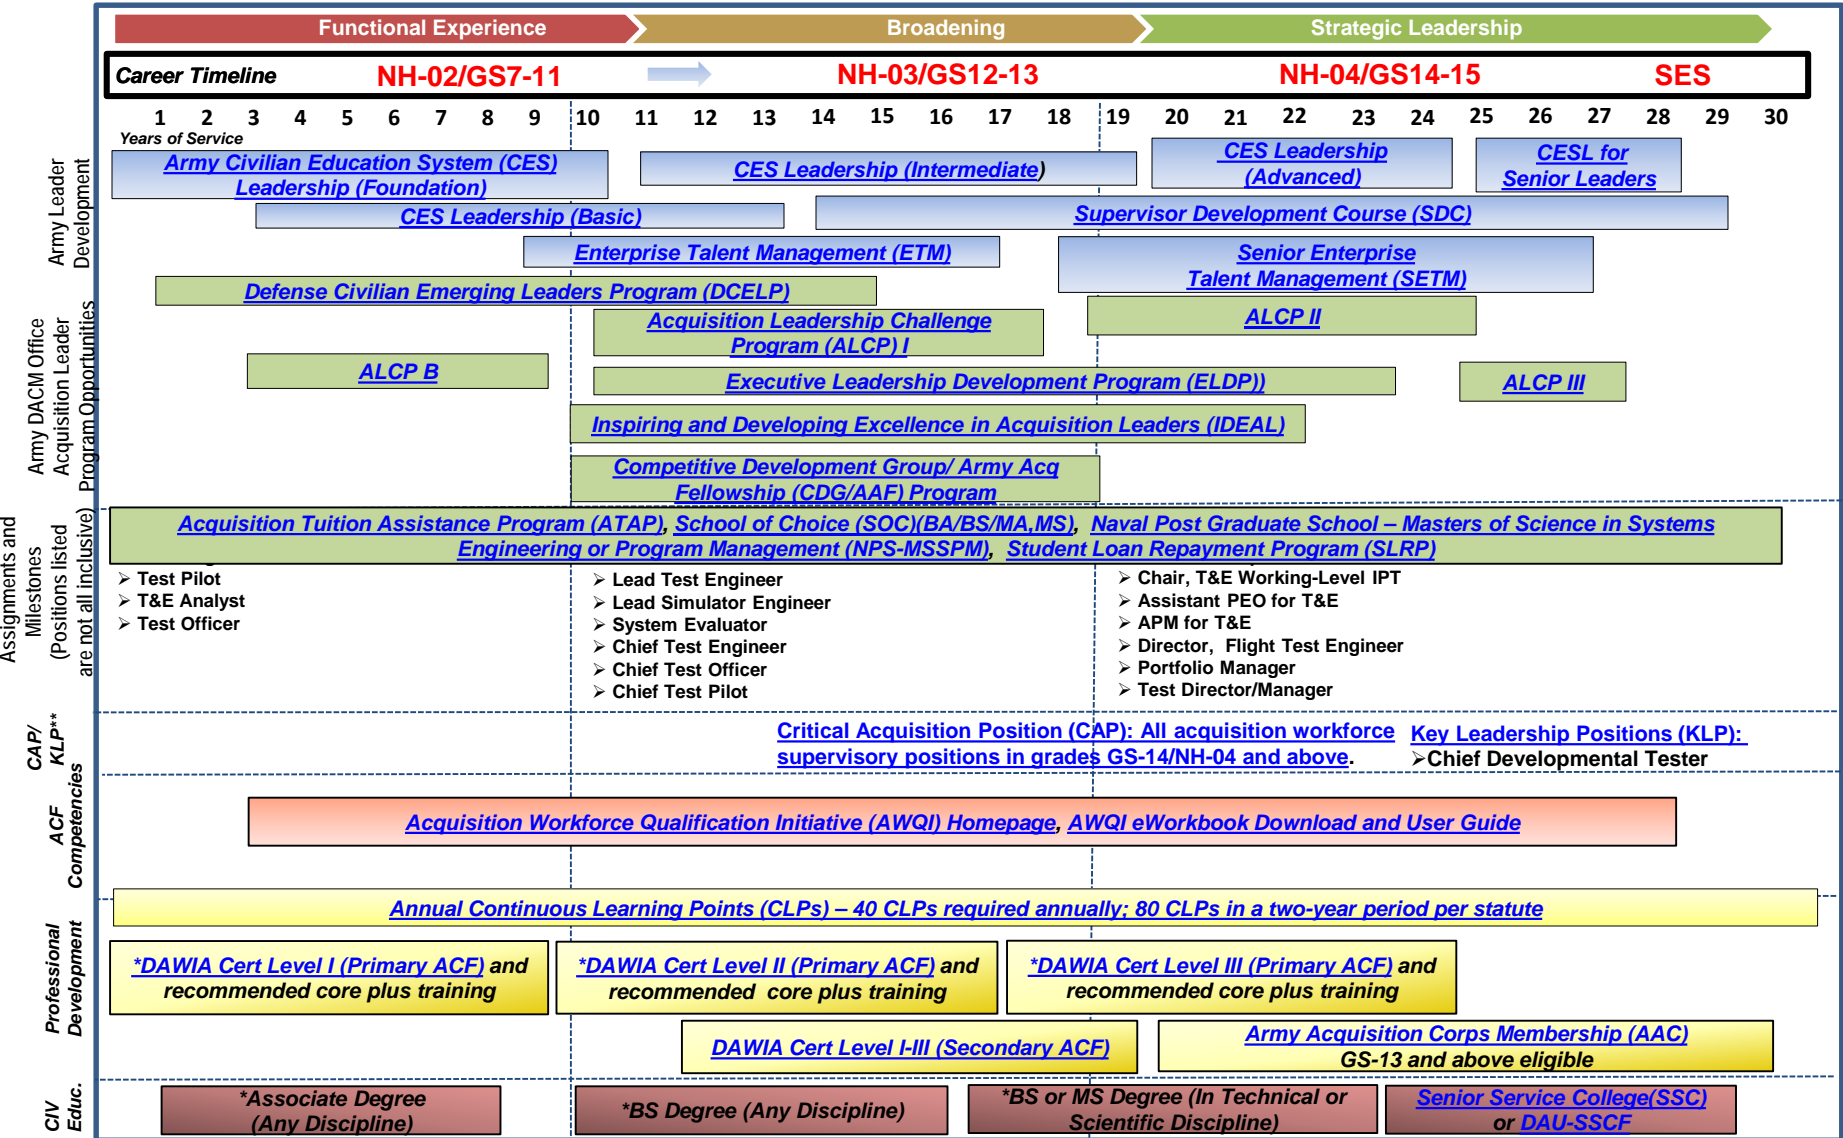 Functional Experience
Broadening
Strategic Leadership
Career Timeline
NH-02/GS7-11
NH-03/GS12-13
NH-04/GS14-15
SES
1 2 3 4 5 6 7 8 9 10 11 12 13 14 15 16 17 18 19 20 21 22 23 24 25 26 27 28 29 30
Years of Service
Army Leader
Development
Army Civilian Education System (CES)
Leadership (Foundation)
CES Leadership (Intermediate)
CES Leadership
(Advanced)
CESL for
Senior Leaders
CES Leadership (Basic)
Supervisor Development Course (SDC)
Enterprise Talent Management (ETM)
Senior Enterprise
Talent Management (SETM)
Army DACM Office
Acquisition Leader
Program Opportunities
Defense Civilian Emerging Leaders Program (DCELP)
Acquisition Leadership Challenge
Program (ALCP) I
ALCP II
ALCP B
Executive Leadership Development Program (ELDP))
ALCP III
Inspiring and Developing Excellence in Acquisition Leaders (IDEAL)
Competitive Development Group/ Army Acq
Fellowship (CDG/AAF) Program
Assignments and
Milestones
(Positions listed
are not all inclusive)
Acquisition Tuition Assistance Program (ATAP), School of Choice (SOC)(BA/BS/MA,MS), Naval Post Graduate School – Masters of Science in Systems
Engineering or Program Management (NPS-MSSPM), Student Loan Repayment Program (SLRP)
➢ Test Pilot
➢ T&E Analyst
➢ Test Officer
➢ Lead Test Engineer
➢ Lead Simulator Engineer
➢ System Evaluator
➢ Chief Test Engineer
➢ Chief Test Officer
➢ Chief Test Pilot
➢ Chair, T&E Working-Level IPT
➢ Assistant PEO for T&E
➢ APM for T&E
➢ Director, Flight Test Engineer
➢ Portfolio Manager
➢ Test Director/Manager
CAP/
KLP**
Critical Acquisition Position (CAP): All acquisition workforce
supervisory positions in grades GS-14/NH-04 and above.
Key Leadership Positions (KLP):
➢Chief Developmental Tester
ACF
Competencies
Acquisition Workforce Qualification Initiative (AWQI) Homepage, AWQI eWorkbook Download and User Guide
Professional
Development
Annual Continuous Learning Points (CLPs) – 40 CLPs required annually; 80 CLPs in a two-year period per statute
*DAWIA Cert Level I (Primary ACF) and
recommended core plus training
*DAWIA Cert Level II (Primary ACF) and
recommended core plus training
*DAWIA Cert Level III (Primary ACF) and
recommended core plus training
DAWIA Cert Level I-III (Secondary ACF)
Army Acquisition Corps Membership (AAC)
GS-13 and above eligible
CIV
Educ.
*Associate Degree
(Any Discipline)
*BS Degree (Any Discipline)
*BS or MS Degree (In Technical or
Scientific Discipline)
Senior Service College(SSC)
or DAU-SSCF